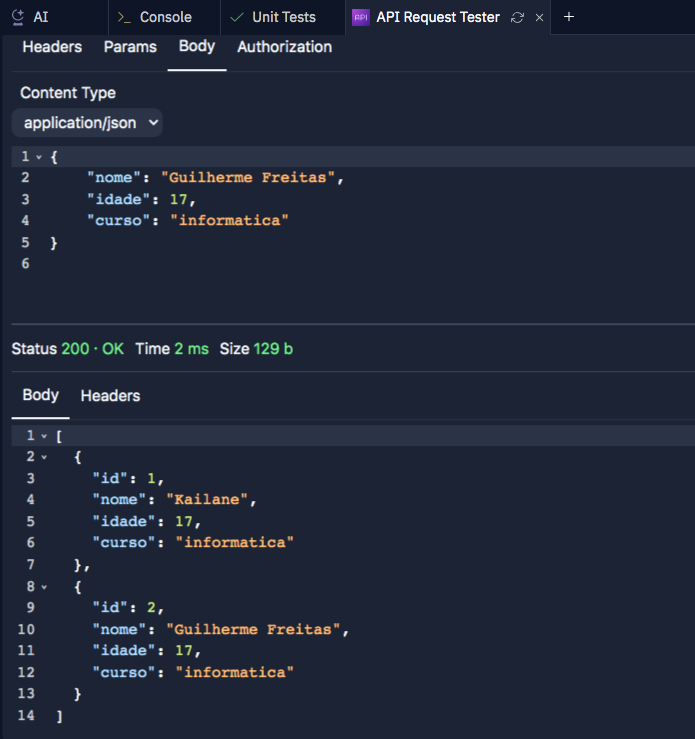 AI >_ Console Unit Tests API API Request Tester × +
Headers Params Body Authorization
Content Type
application/json
1 {
2 "nome": "Guilherme Freitas",
3 "idade": 17,
4 "curso": "informatica"
5 }
6
Status 200 · OK Time 2 ms Size 129 b
Body Headers
1 [
2 {
3 "id": 1,
4 "nome": "Kailane",
5 "idade": 17,
6 "curso": "informatica"
7 },
8 {
9 "id": 2,
10 "nome": "Guilherme Freitas",
11 "idade": 17,
12 "curso": "informatica"
13 }
14 ]